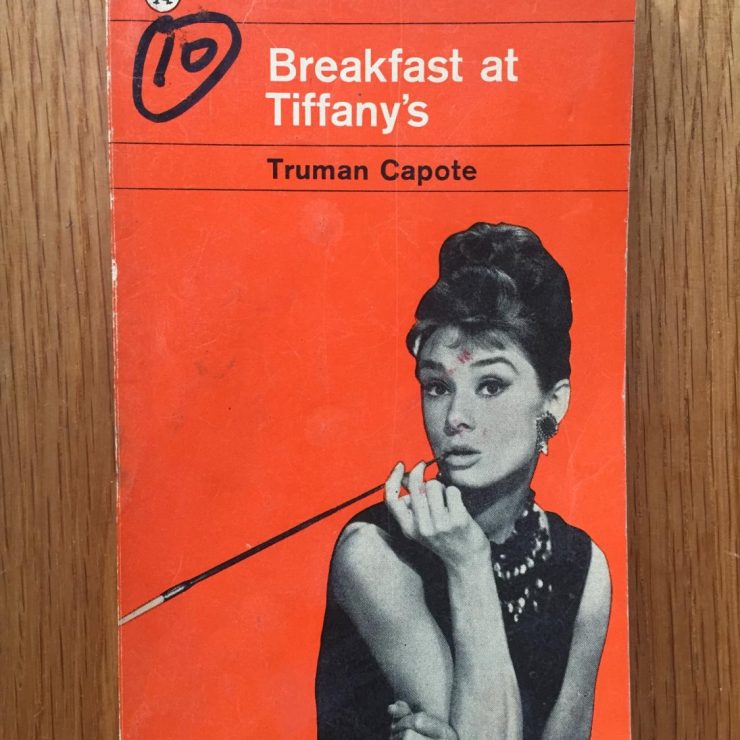 10
Breakfast at
Tiffany's
Truman Capote